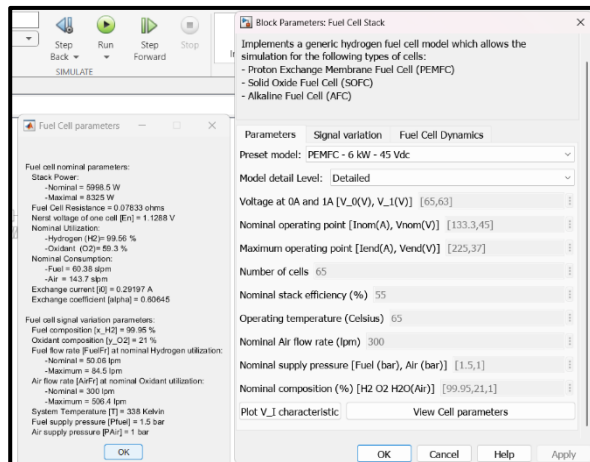 Step
Back
Run
Step
Forward
Stop
SIMULATE
Fuel Cell parameters
Fuel cell nominal parameters:
Stack Power:
-Nominal = 5998.5 W
-Maximal = 8325 W
Fuel Cell Resistance = 0.07833 ohms
Nerst voltage of one cell [En] = 1.1288 V
Nominal Utilization:
-Hydrogen (H2)= 99.56 %
-Oxidant (O2)= 59.3 %
Nominal Consumption:
-Fuel = 60.38 slpm
-Air = 143.7 slpm
Exchange current [i0] = 0.29197 A
Exchange coefficient [alpha] = 0.60645
Fuel cell signal variation parameters:
Fuel composition [x_H2] = 99.95 %
Oxidant composition [y_O2] = 21 %
Fuel flow rate [FuelFr] at nominal Hydrogen utilization:
-Nominal = 50.06 lpm
-Maximum = 84.5 lpm
Air flow rate [AirFr] at nominal Oxidant utilization:
-Nominal = 300 lpm
-Maximum = 506.4 lpm
System Temperature [T] = 338 Kelvin
Fuel supply pressure [Pfuel] = 1.5 bar
Air supply pressure [PAir] = 1 bar
OK
Block Parameters: Fuel Cell Stack
Implements a generic hydrogen fuel cell model which allows the
simulation for the following types of cells:
- Proton Exchange Membrane Fuel Cell (PEMFC)
- Solid Oxide Fuel Cell (SOFC)
- Alkaline Fuel Cell (AFC)
Parameters Signal variation Fuel Cell Dynamics
Preset model: PEMFC - 6 kW - 45 Vdc
Model detail Level: Detailed
Voltage at 0A and 1A [V_0(V), V_1(V)] [65,63]
Nominal operating point [Inom(A), Vnom(V)] [133.3,45]
Maximum operating point [Iend(A), Vend(V)] [225,37]
Number of cells 65
Nominal stack efficiency (%) 55
Operating temperature (Celsius) 65
Nominal Air flow rate (lpm) 300
Nominal supply pressure [Fuel (bar), Air (bar)] [1.5,1]
Nominal composition (%) [H2 O2 H2O(Air)] [99.95,21,1]
Plot V_I characteristic View Cell parameters
OK Cancel Help Apply